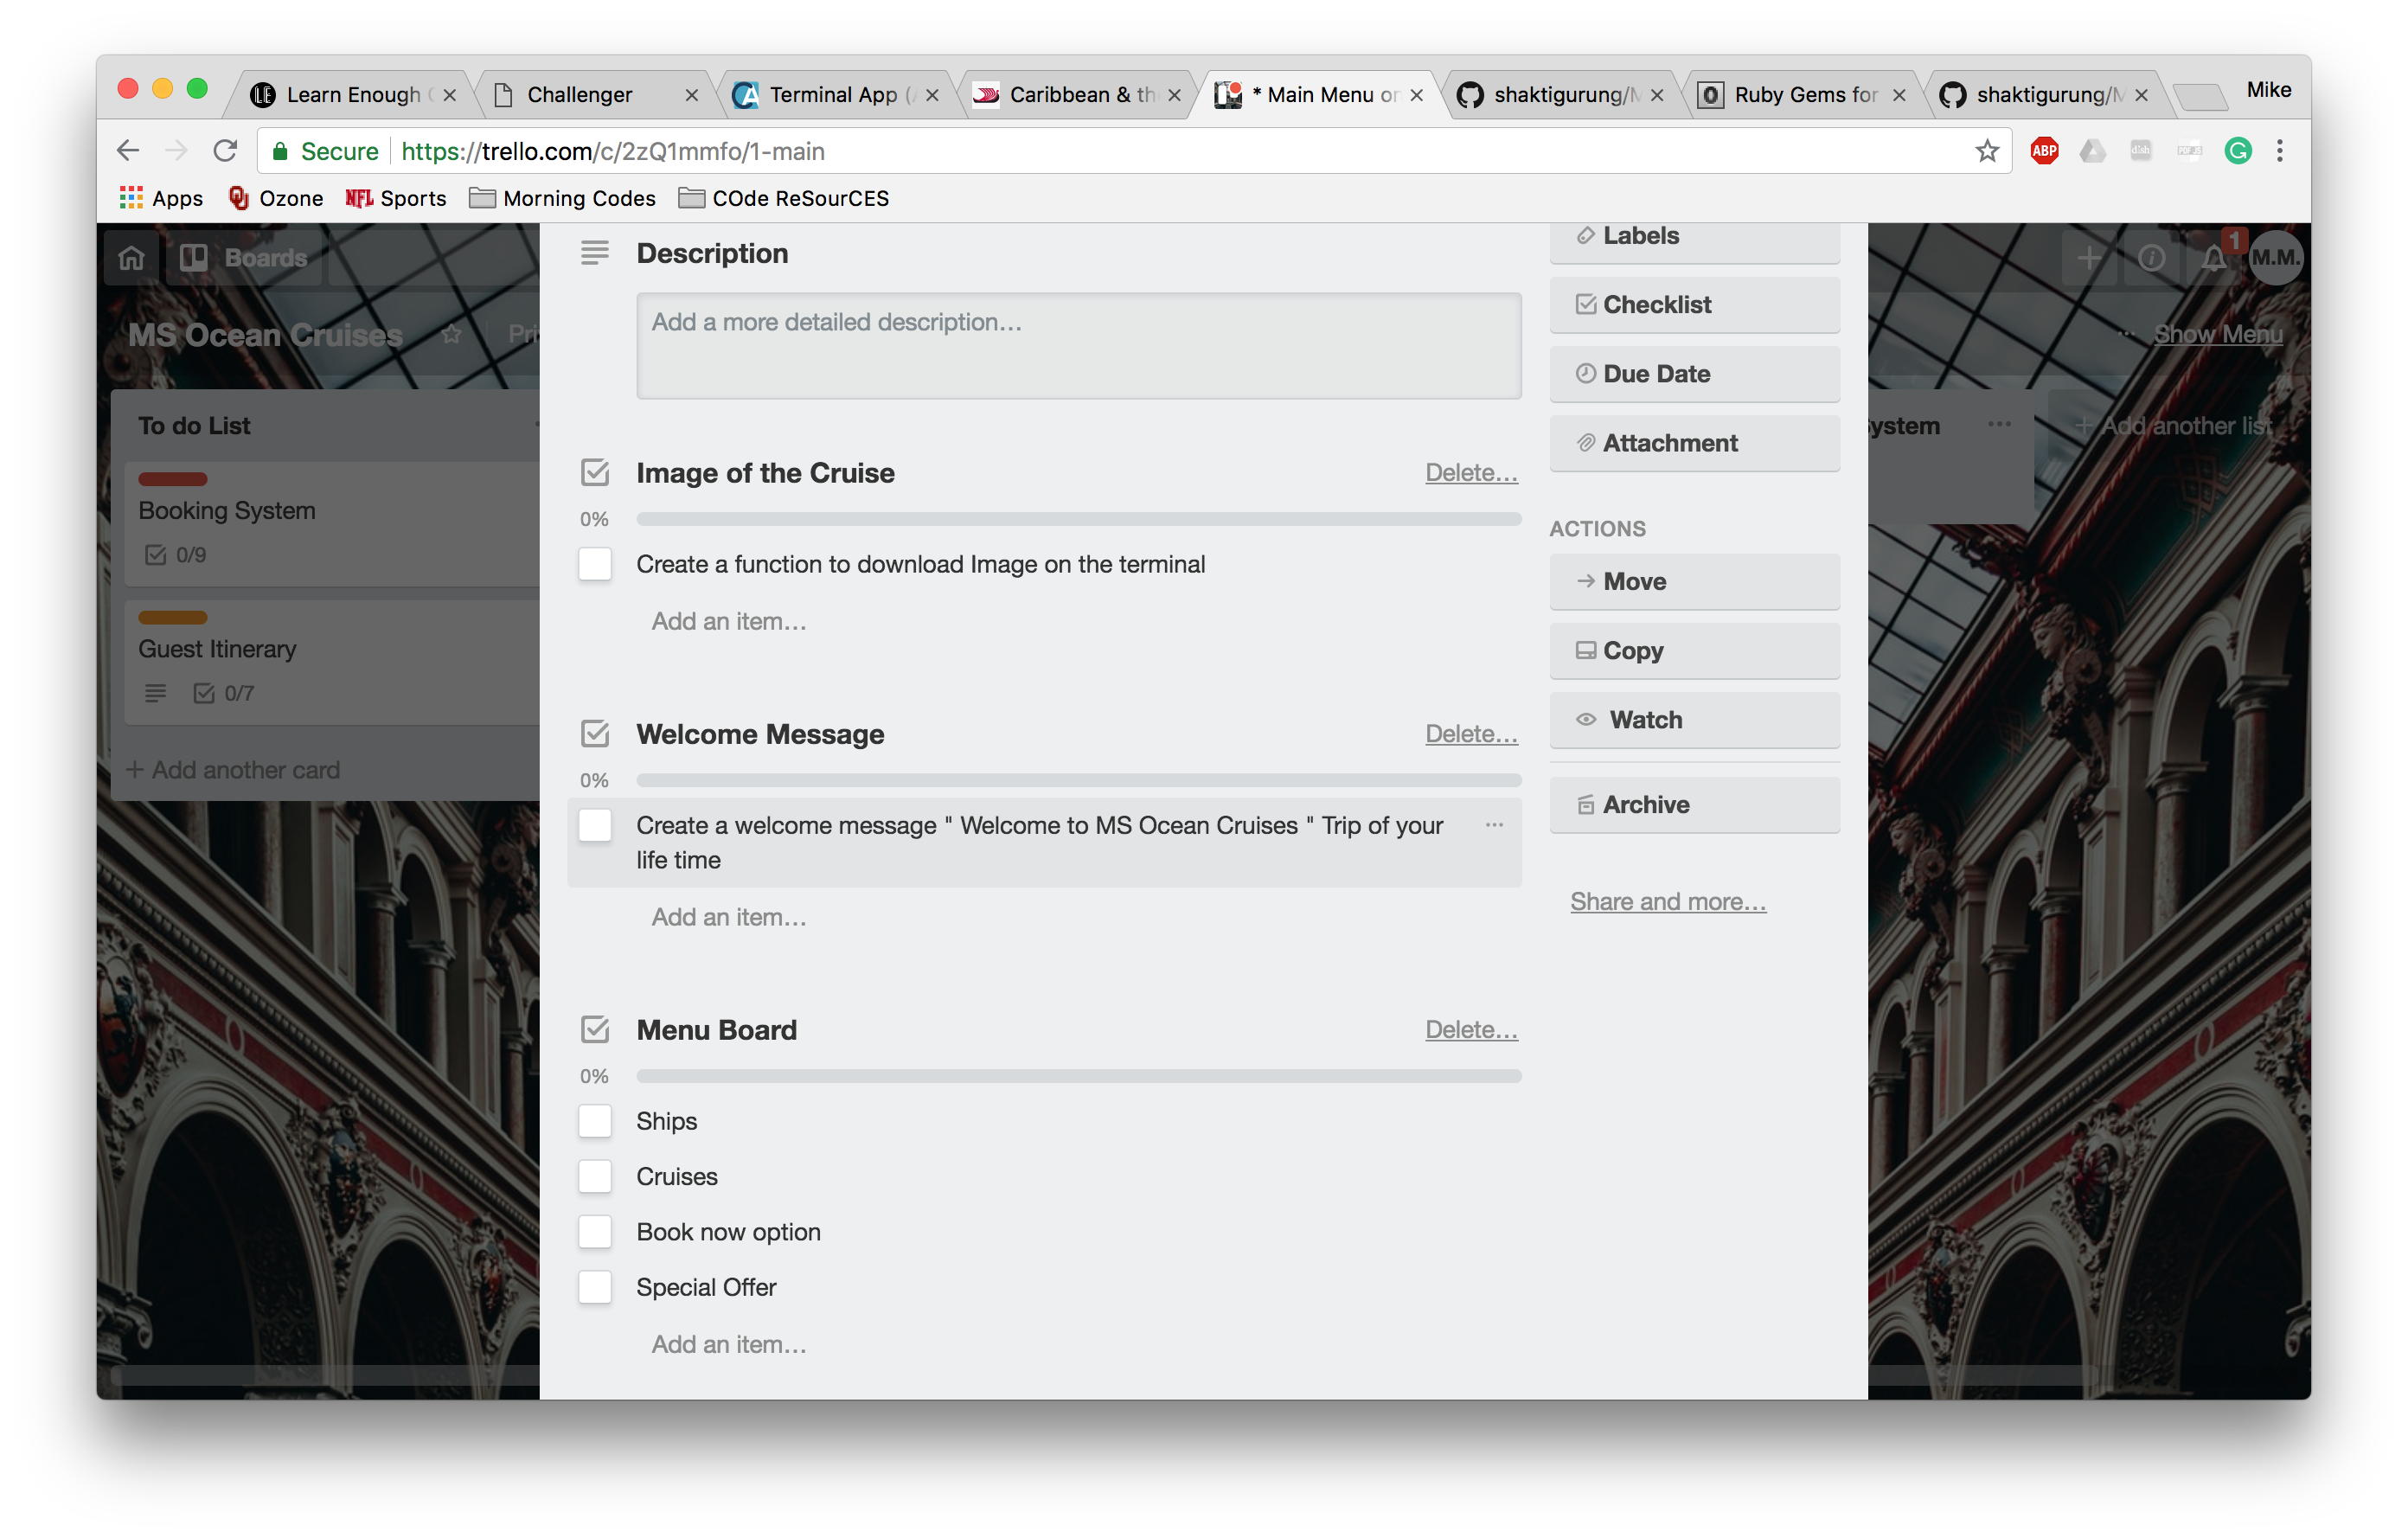 Learn Enough
Challenger
Terminal App
Caribbean & th
* Main Menu on
shaktigurung/M
Ruby Gems for
shaktigurung/M
Mike
Secure
https://trello.com/c/2zQ1mmfo/1-main
ABP
Apps
Ozone
NFL Sports
Morning Codes
COde ReSourCES
Boards
1
M.M.
MS Ocean Cruises
Pri
Show Menu
To do List
Booking System
0/9
Guest Itinerary
0/7
+ Add another card
Description
Add a more detailed description…
Image of the Cruise
Delete…
0%
Create a function to download Image on the terminal
Add an item…
Welcome Message
Delete…
0%
Create a welcome message " Welcome to MS Ocean Cruises " Trip of your
life time
Add an item…
Menu Board
Delete…
0%
Ships
Cruises
Book now option
Special Offer
Add an item…
Labels
Checklist
Due Date
Attachment
ACTIONS
Move
Copy
Watch
Archive
Share and more…
ystem
+ Add another list